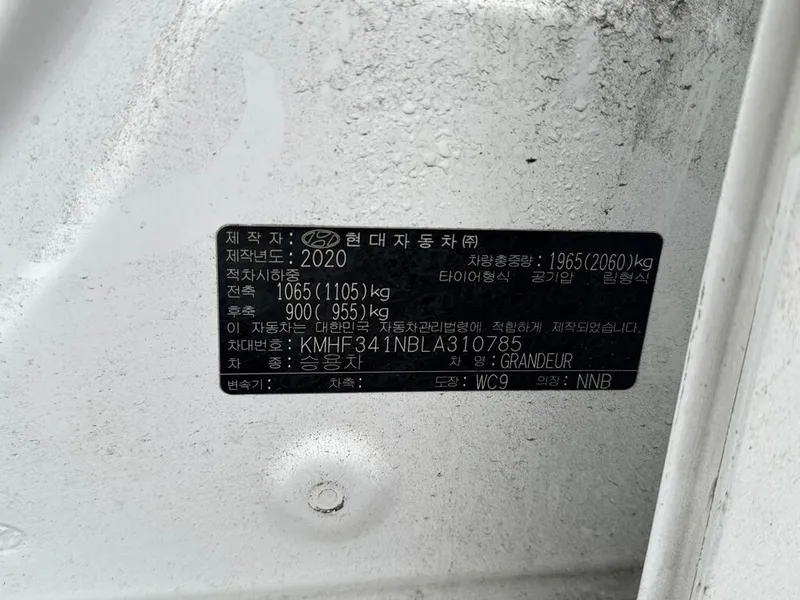 제 작 자 : 현대자동차(주)
제작년도 : 2020 차량총중량 : 1965(2060)kg
적차시하중 타이어형식 공기압 림형식
전축 1065(1105)kg
후축 900( 955)kg
이 자동차는 대한민국 자동차관리법령에 적합하게 제작되었습니다.
차대번호 : KMHF341NBLA310785
차 종 : 승용차 차 명 : GRANDEUR
변속기 : 차축 : 도장 : WC9 의장 : NNB